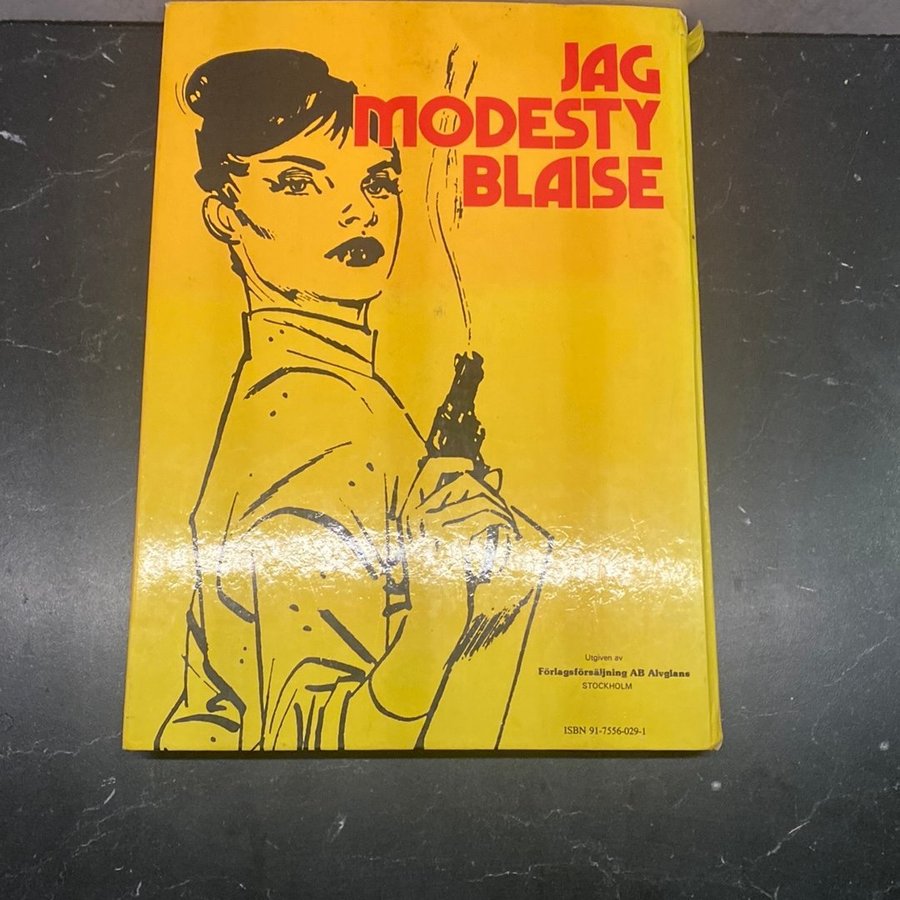 JAG
MODESTY
BLAISE
Utgiven av
Förlagsförsäljning AB Alvglans
STOCKHOLM
ISBN 91-7556-029-1